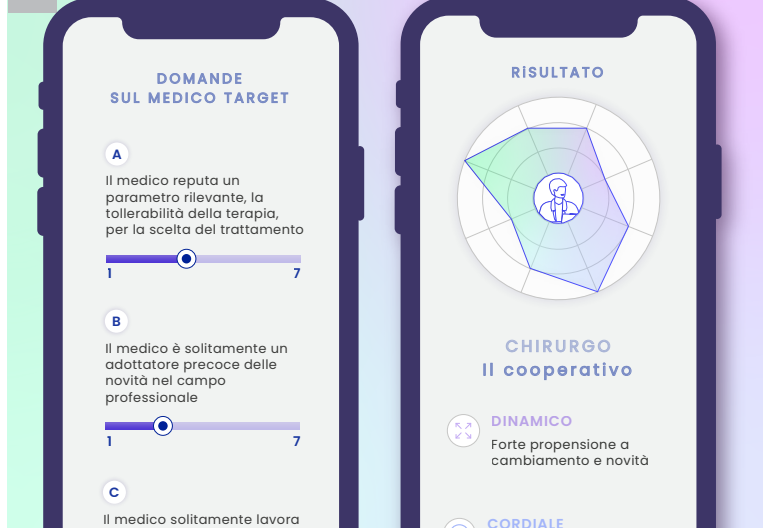 DOMANDE
SUL MEDICO TARGET
A
Il medico reputa un
parametro rilevante, la
tollerabilità della terapia,
per la scelta del trattamento
1 7
B
Il medico è solitamente un
adottatore precoce delle
novità nel campo
professionale
1 7
C
Il medico solitamente lavora
RiSULTATO
CHIRURGO
Il cooperativo
DINAMICO
Forte propensione a
cambiamento e novità
CORDIALE